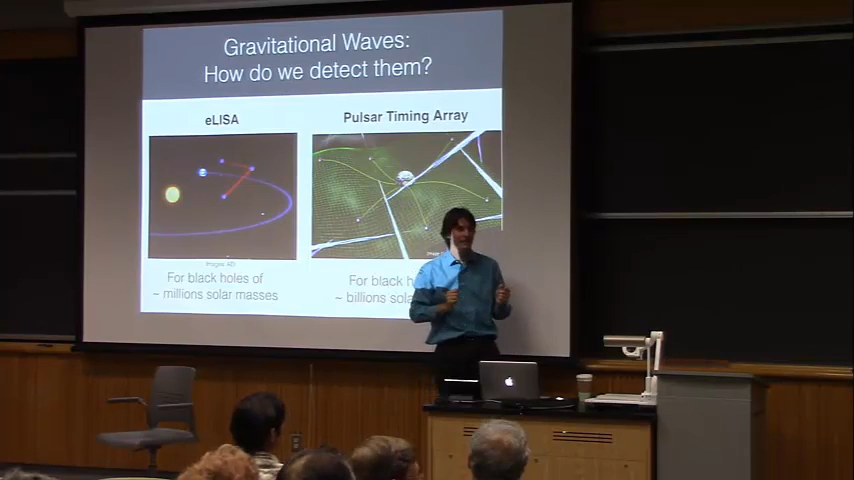 Gravitational Waves:
How do we detect them?
eLISA
Pulsar Timing Array
For black holes of
~ millions solar masses
For black h
~ billions sol